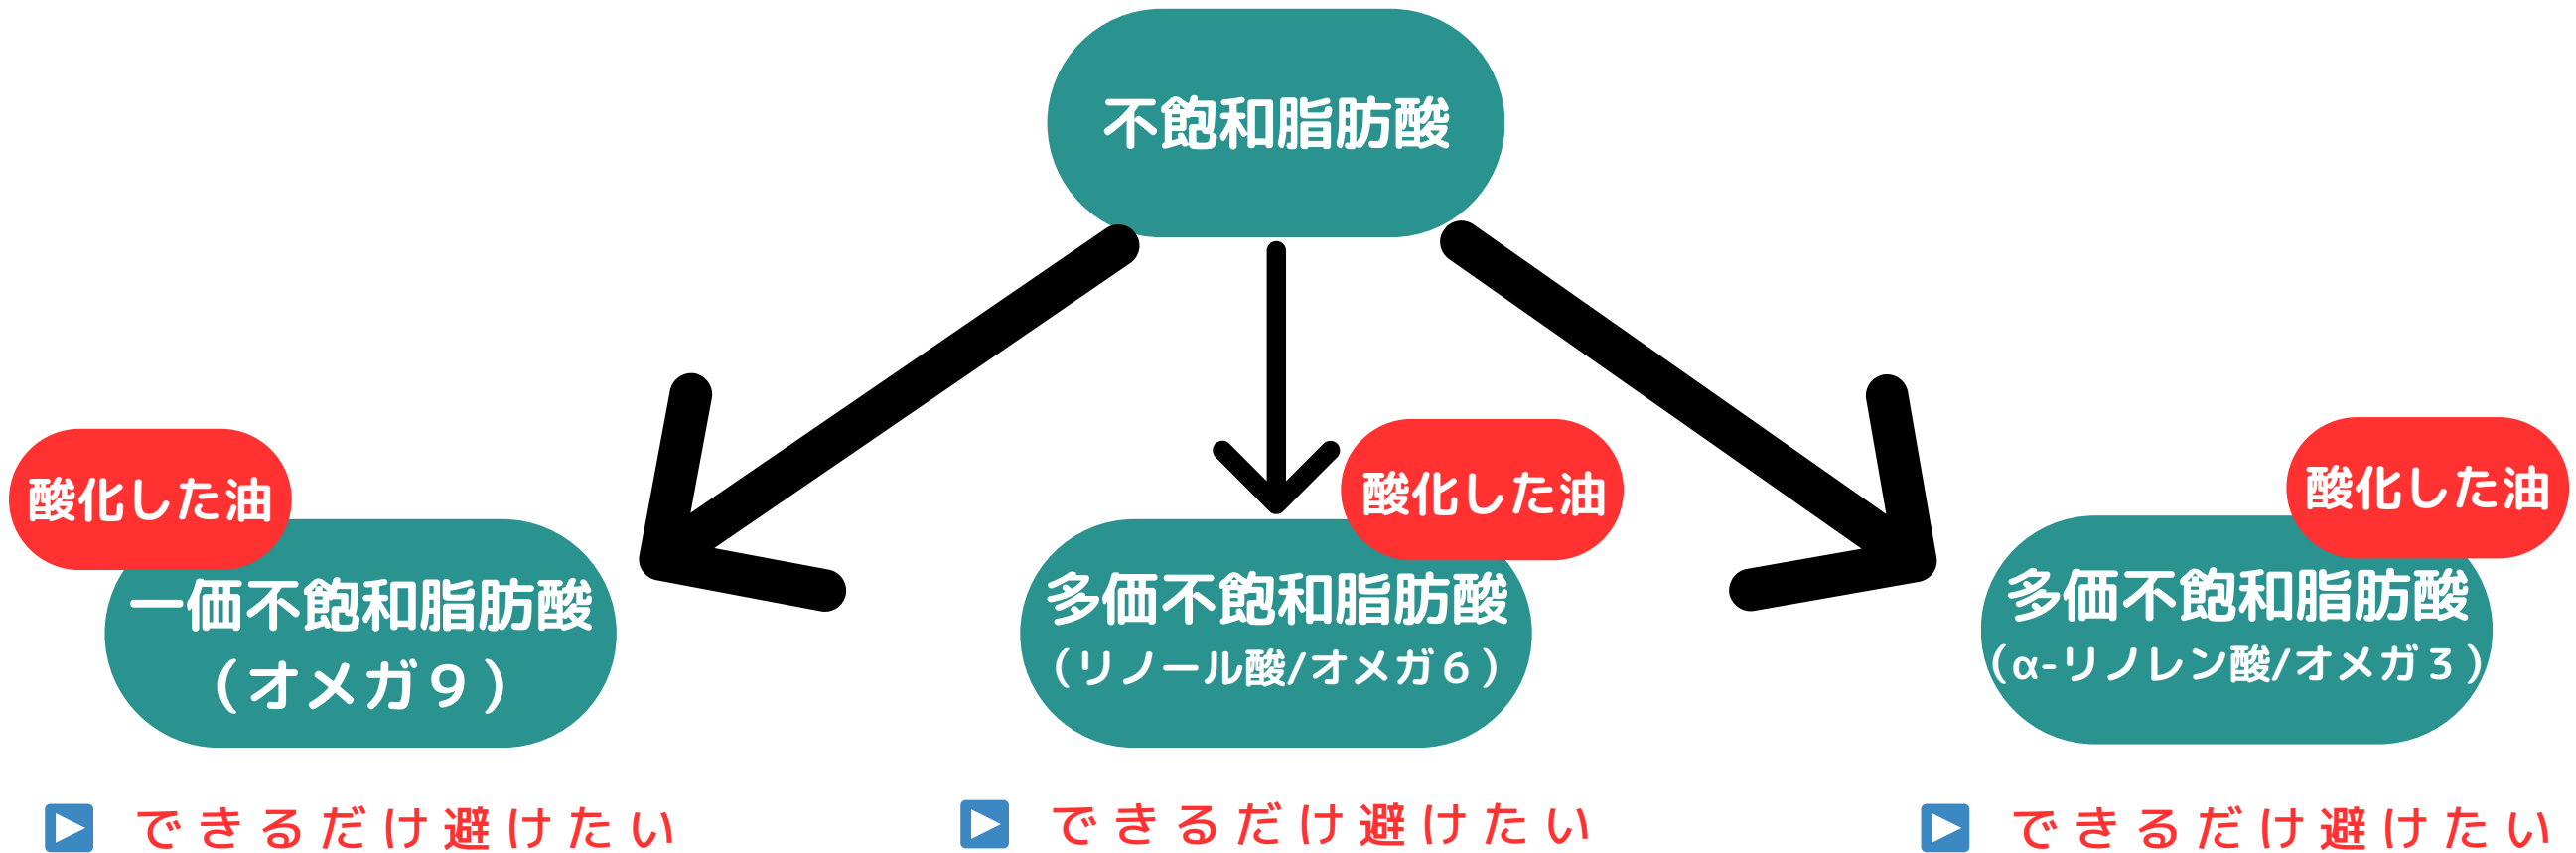 不飽和脂肪酸
酸化した油
一価不飽和脂肪酸
（オメガ９）
▶ できるだけ避けたい
酸化した油
多価不飽和脂肪酸
（リノール酸/オメガ６）
▶ できるだけ避けたい
酸化した油
多価不飽和脂肪酸
（α-リノレン酸/オメガ３）
▶ できるだけ避けたい